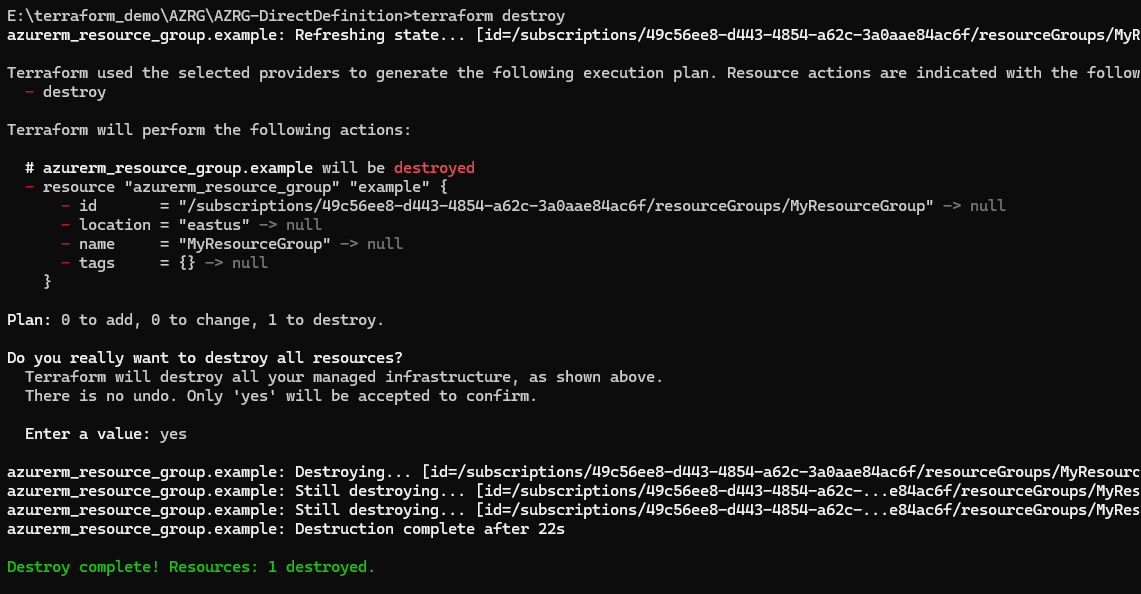 E:\terraform_demo\AZRG\AZRG-DirectDefinition>terraform destroy
azurerm_resource_group.example: Refreshing state... [id=/subscriptions/49c56ee8-d443-4854-a62c-3a0aae84ac6f/resourceGroups/MyR
Terraform used the selected providers to generate the following execution plan. Resource actions are indicated with the follow
  - destroy
Terraform will perform the following actions:
  # azurerm_resource_group.example will be destroyed
  - resource "azurerm_resource_group" "example" {
      - id       = "/subscriptions/49c56ee8-d443-4854-a62c-3a0aae84ac6f/resourceGroups/MyResourceGroup" -> null
      - location = "eastus" -> null
      - name     = "MyResourceGroup" -> null
      - tags     = {} -> null
    }
Plan: 0 to add, 0 to change, 1 to destroy.
Do you really want to destroy all resources?
  Terraform will destroy all your managed infrastructure, as shown above.
  There is no undo. Only 'yes' will be accepted to confirm.
  Enter a value: yes
azurerm_resource_group.example: Destroying... [id=/subscriptions/49c56ee8-d443-4854-a62c-3a0aae84ac6f/resourceGroups/MyResourc
azurerm_resource_group.example: Still destroying... [id=/subscriptions/49c56ee8-d443-4854-a62c-...e84ac6f/resourceGroups/MyRes
azurerm_resource_group.example: Still destroying... [id=/subscriptions/49c56ee8-d443-4854-a62c-...e84ac6f/resourceGroups/MyRes
azurerm_resource_group.example: Destruction complete after 22s
Destroy complete! Resources: 1 destroyed.